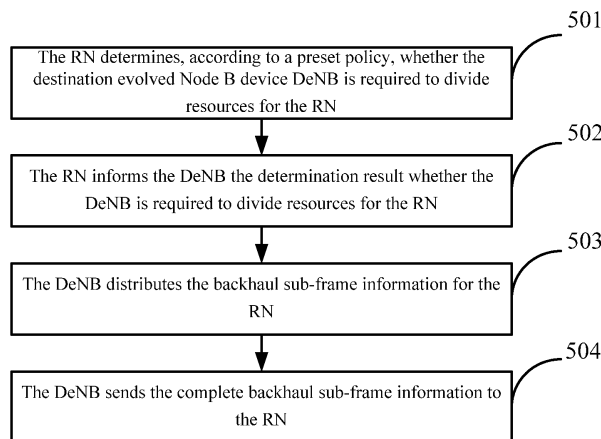 501
The RN determines, according to a preset policy, whether the
destination evolved Node B device DeNB is required to divide
resources for the RN
502
The RN informs the DeNB the determination result whether the
DeNB is required to divide resources for the RN
503
The DeNB distributes the backhaul sub-frame information for the
RN
504
The DeNB sends the complete backhaul sub-frame information to
the RN